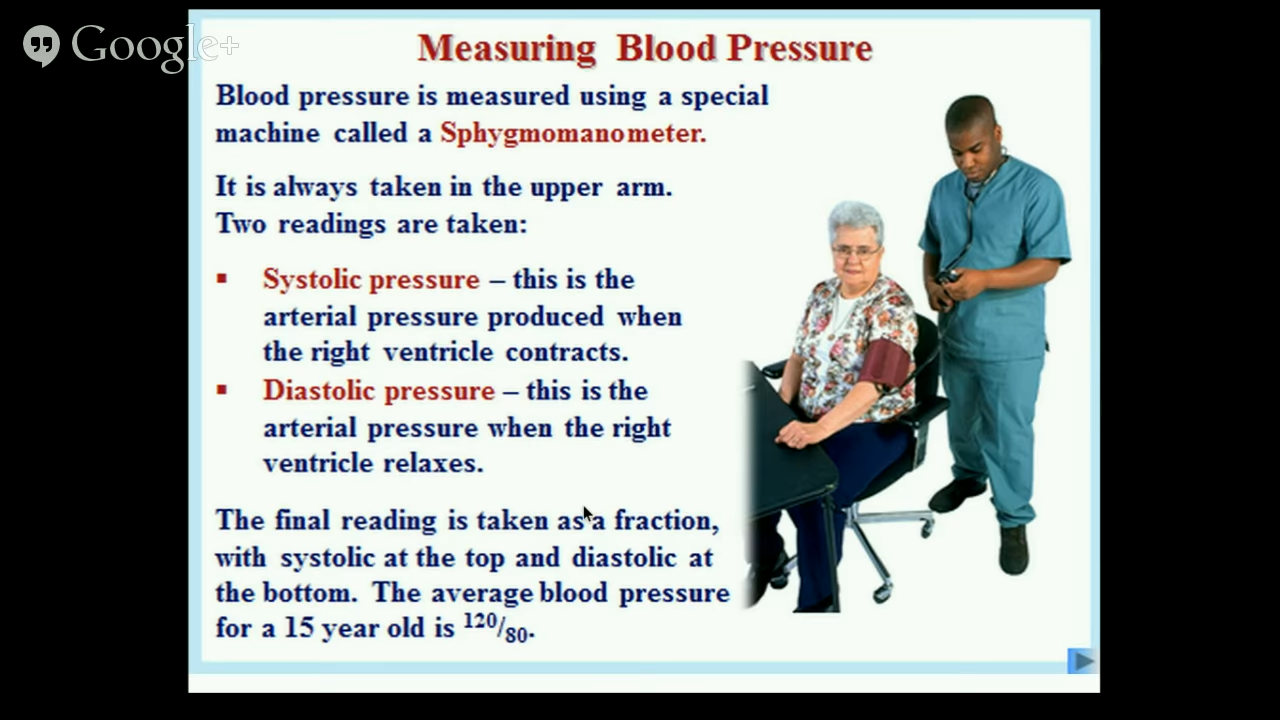 Google+
Measuring Blood Pressure
Blood pressure is measured using a special
machine called a Sphygmomanometer.
It is always taken in the upper arm.
Two readings are taken:
▪ Systolic pressure – this is the
arterial pressure produced when
the right ventricle contracts.
▪ Diastolic pressure – this is the
arterial pressure when the right
ventricle relaxes.
The final reading is taken as a fraction,
with systolic at the top and diastolic at
the bottom. The average blood pressure
for a 15 year old is 120/80.